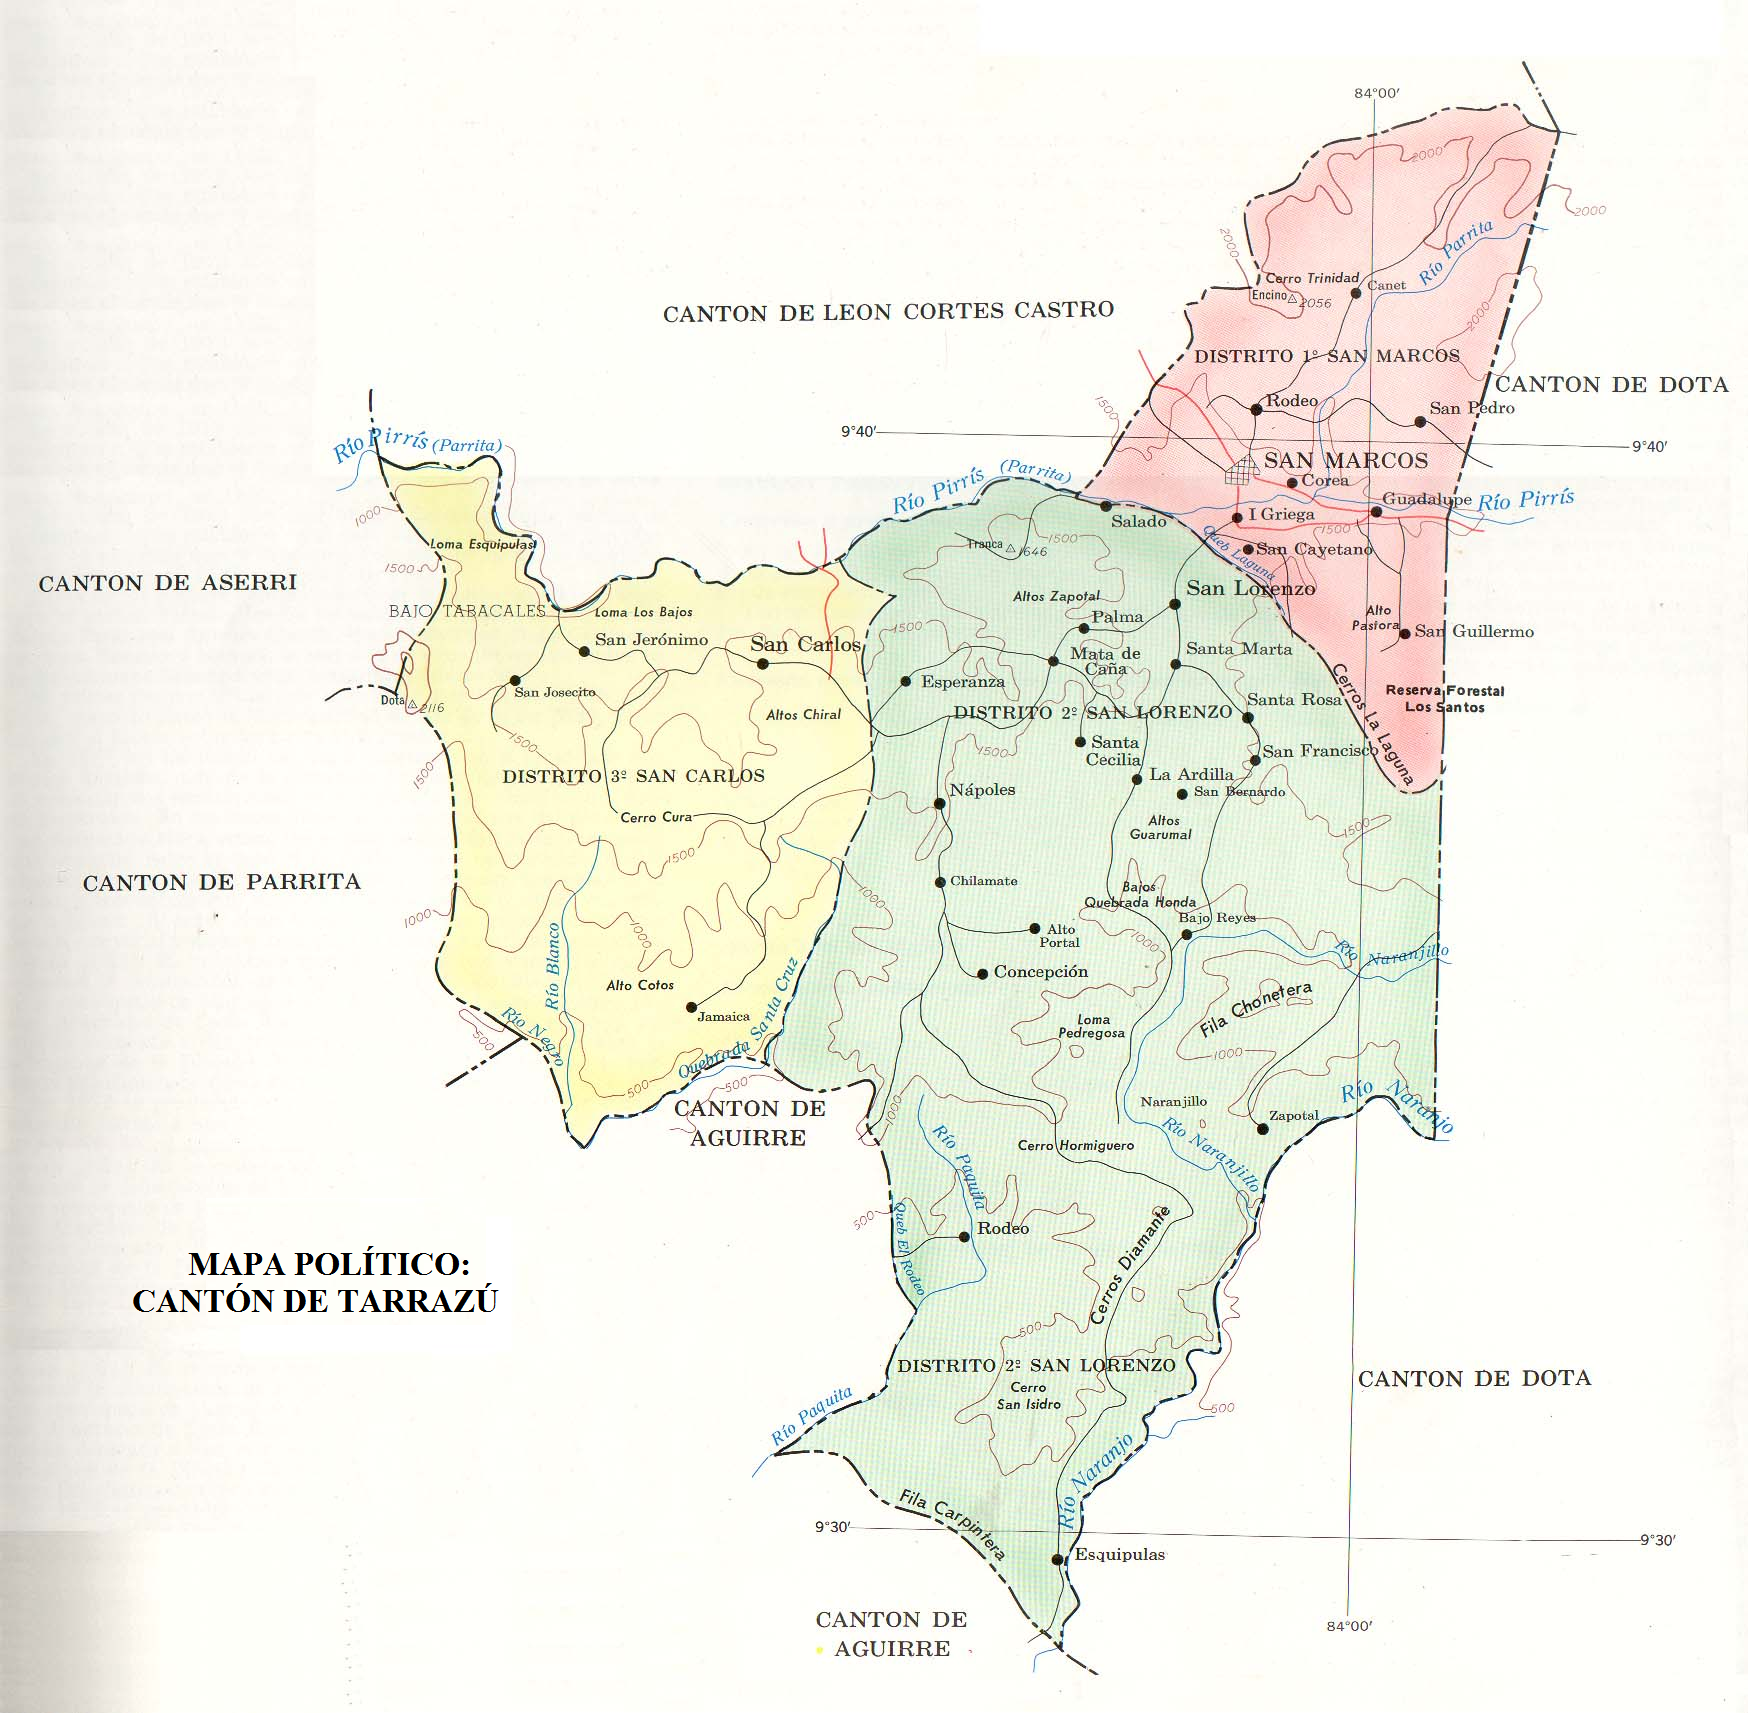 84°00'
2000
2000
2000
Río Parrita
Cerro Trinidad
Canet
Encino 2056
CANTON DE LEON CORTES CASTRO
2000
DISTRITO 1º SAN MARCOS
CANTON DE DOTA
1500
Rodeo
San Pedro
9°40'
9°40'
Río Pirrís (Parrita)
SAN MARCOS
Río Pirrís (Parrita)
Corea
Guadalupe
Río Pirrís
1000
Salado
I Griega
1500
Loma Esquipulas
Tranca 1646
1500
Queb Laguna
San Cayetano
1500
CANTON DE ASERRI
San Lorenzo
BAJO TABACALES
Loma Los Bajos
Altos Zapotal
Alto
Pastora
Palma
1500
San Jerónimo
San Carlos
San Guillermo
Mata de
Caña
Santa Marta
Cerros La Laguna
San Josecito
Esperanza
Reserva Forestal
Los Santos
Dota 2116
Santa Rosa
Altos Chiral
DISTRITO 2º SAN LORENZO
1500
1500
Santa
Cecilia
San Francisco
1500
DISTRITO 3º SAN CARLOS
La Ardilla
Nápoles
San Bernardo
Cerro Cura
Altos
Guarumal
1500
1500
CANTON DE PARRITA
Chilamate
1000
Bajos
Quebrada Honda
1000
Bajo Reyes
1000
Alto
Portal
1000
Río Naranjillo
Río Blanco
Concepción
Alto Cotos
Quebrada Santa Cruz
Fila Chonetera
Jamaica
Río Negro
500
Loma
Pedregosa
1000
500
500
CANTON DE
AGUIRRE
1000
Naranjillo
Río Naranjo
Zapotal
Río Naranjillo
Cerro Hormiguero
Río Paquita
500
Queb El Rodeo
Rodeo
Cerros Diamante
MAPA POLÍTICO:
CANTÓN DE TARRAZÚ
500
DISTRITO 2º SAN LORENZO
Cerro
San Isidro
CANTON DE DOTA
Río Paquita
500
Río Naranjo
Fila Carpintera
9°30'
9°30'
Esquipulas
CANTON DE
AGUIRRE
84°00'